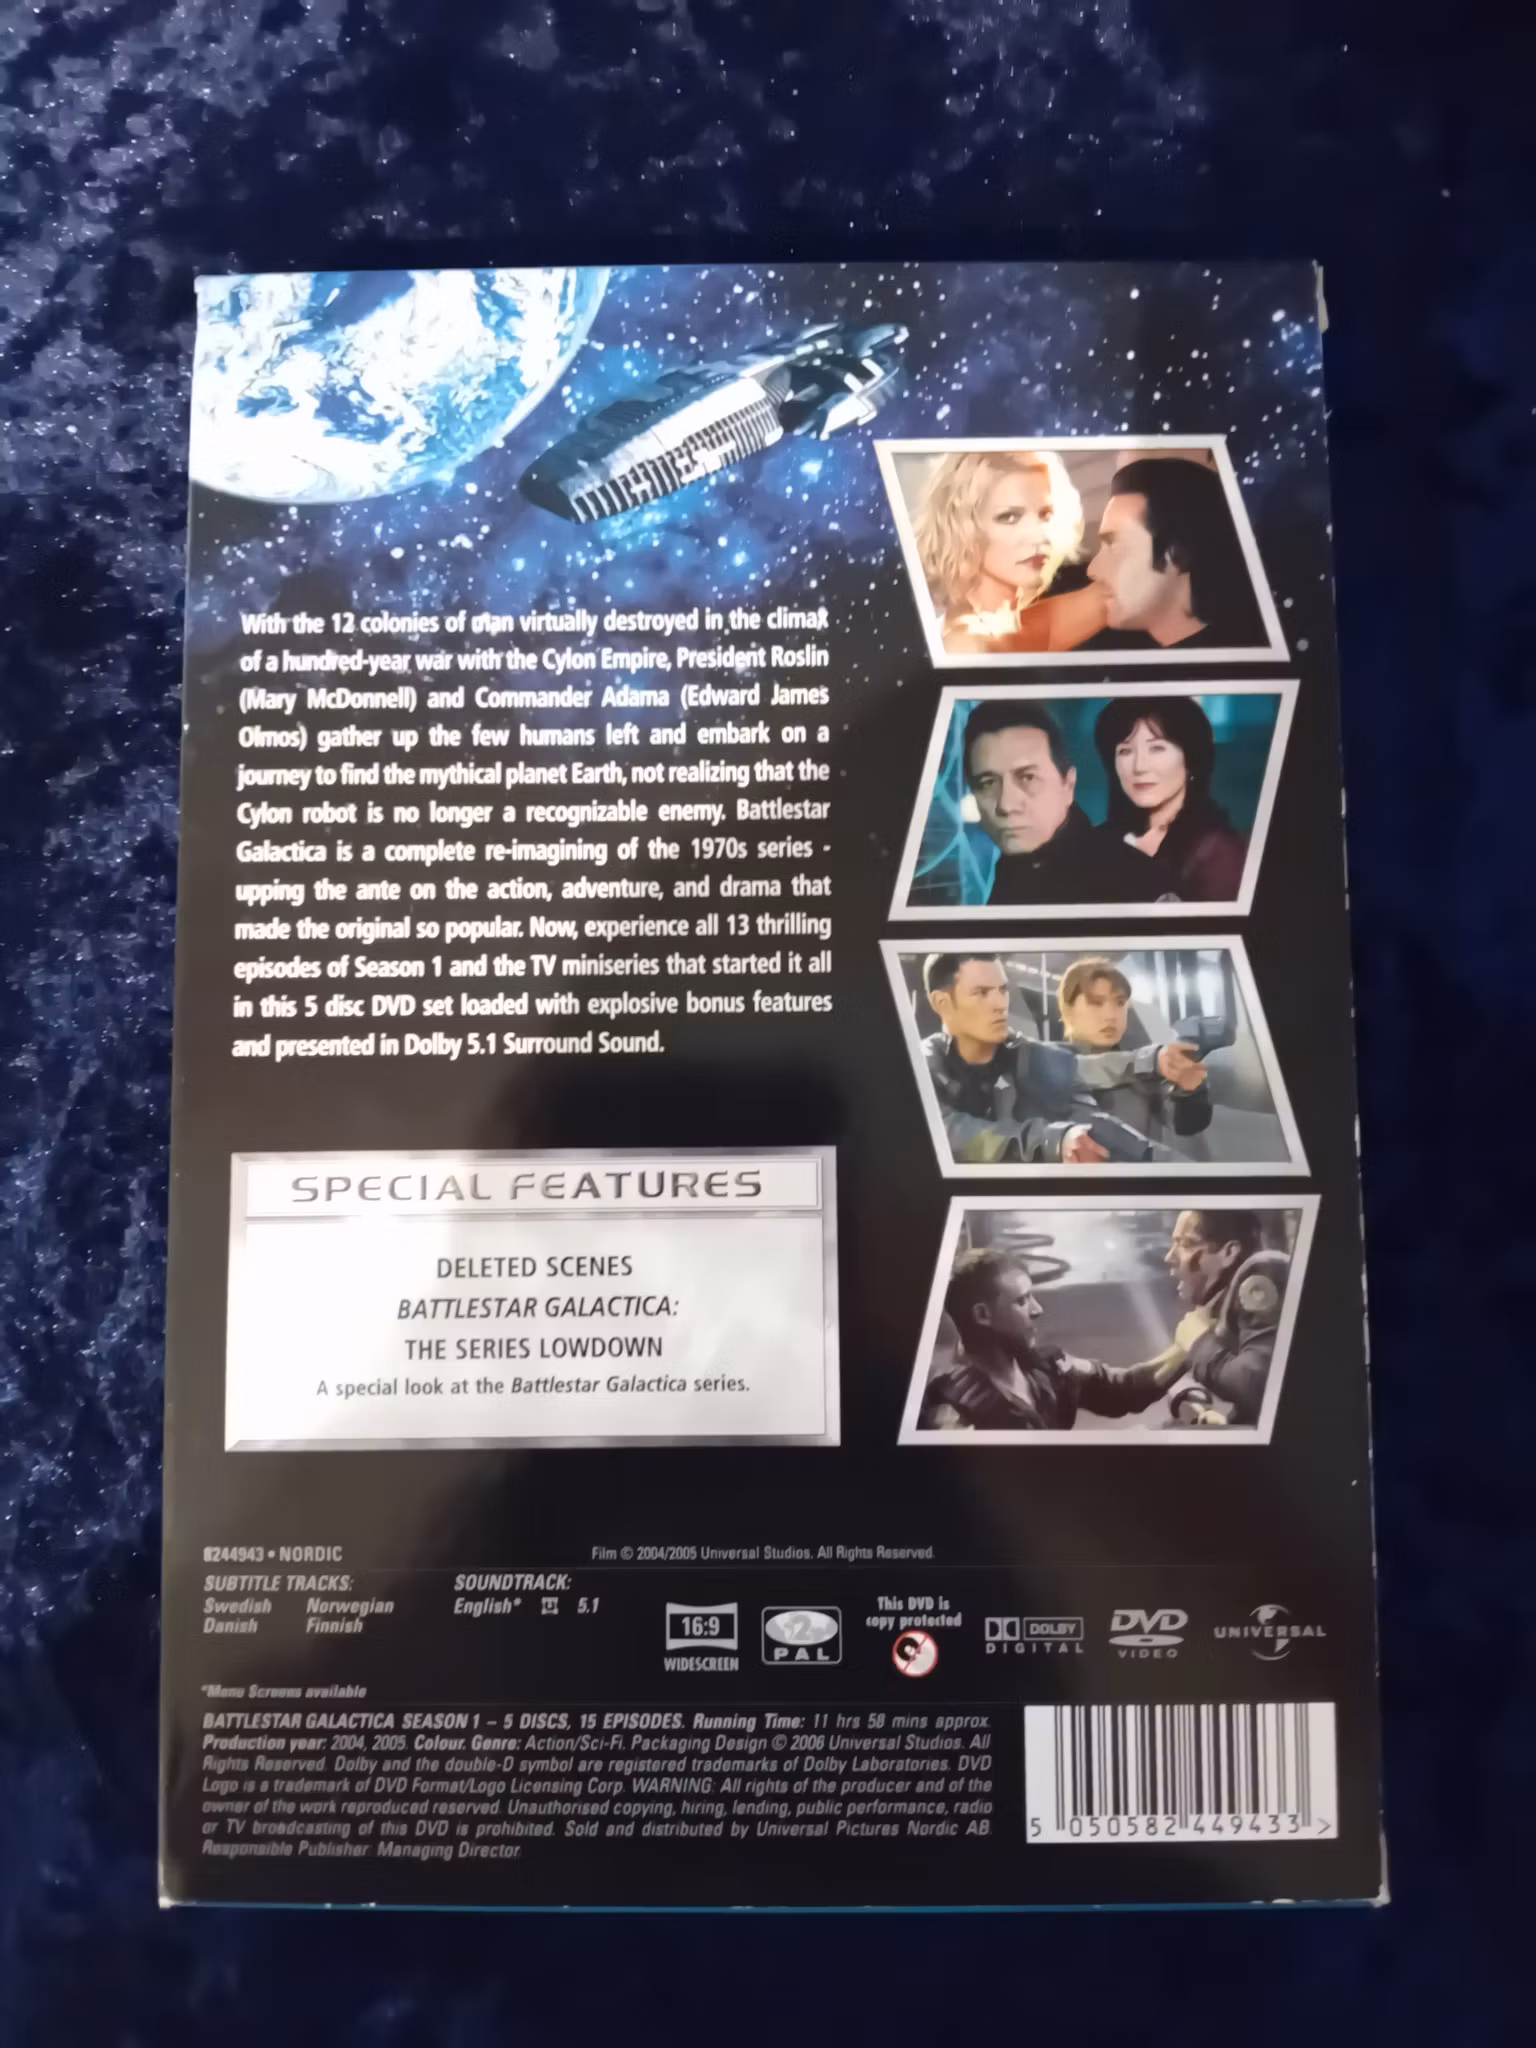 With the 12 colonies of man virtually destroyed in the climax
of a hundred-year war with the Cylon Empire, President Roslin
(Mary McDonnell) and Commander Adama (Edward James
Olmos) gather up the few humans left and embark on a
journey to find the mythical planet Earth, not realizing that the
Cylon robot is no longer a recognizable enemy. Battlestar
Galactica is a complete re-imagining of the 1970s series -
upping the ante on the action, adventure, and drama that
made the original so popular. Now, experience all 13 thrilling
episodes of Season 1 and the TV miniseries that started it all
in this 5 disc DVD set loaded with explosive bonus features
and presented in Dolby 5.1 Surround Sound.
SPECIAL FEATURES
DELETED SCENES
BATTLESTAR GALACTICA:
THE SERIES LOWDOWN
A special look at the Battlestar Galactica series.
8244943 • NORDIC
Film © 2004/2005 Universal Studios. All Rights Reserved.
SUBTITLE TRACKS:
Swedish Norwegian
Danish Finnish
SOUNDTRACK:
English* 5.1
16:9
WIDESCREEN
2
PAL
This DVD is
copy protected
DOLBY
DIGITAL
DVD
VIDEO
UNIVERSAL
*Menu Screens available
BATTLESTAR GALACTICA SEASON 1 – 5 DISCS, 15 EPISODES. Running Time: 11 hrs 58 mins approx.
Production year: 2004, 2005. Colour. Genre: Action/Sci-Fi. Packaging Design © 2006 Universal Studios. All
Rights Reserved. Dolby and the double-D symbol are registered trademarks of Dolby Laboratories. DVD
Logo is a trademark of DVD Format/Logo Licensing Corp. WARNING: All rights of the producer and of the
owner of the work reproduced reserved. Unauthorised copying, hiring, lending, public performance, radio
or TV broadcasting of this DVD is prohibited. Sold and distributed by Universal Pictures Nordic AB.
Responsible Publisher: Managing Director
5 050582 449433 >